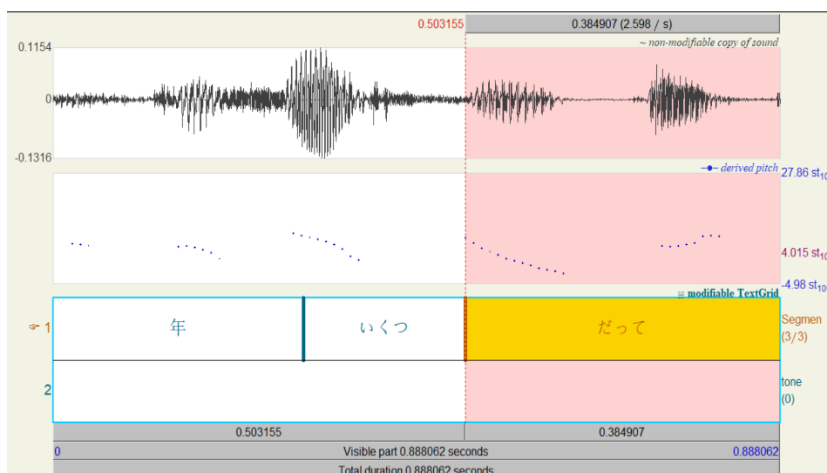 0.503155 0.384907 (2.598 / s)
~ non-modifiable copy of sound
0.1154
0
-0.1316
derived pitch
27.86 st
4.015 st
-4.98 st
modifiable TextGrid
1 年 いくつ だって Segmen
(3/3)
2 tone
(0)
0.503155 0.384907
0 Visible part 0.888062 seconds 0.888062
Total duration 0.888062 seconds